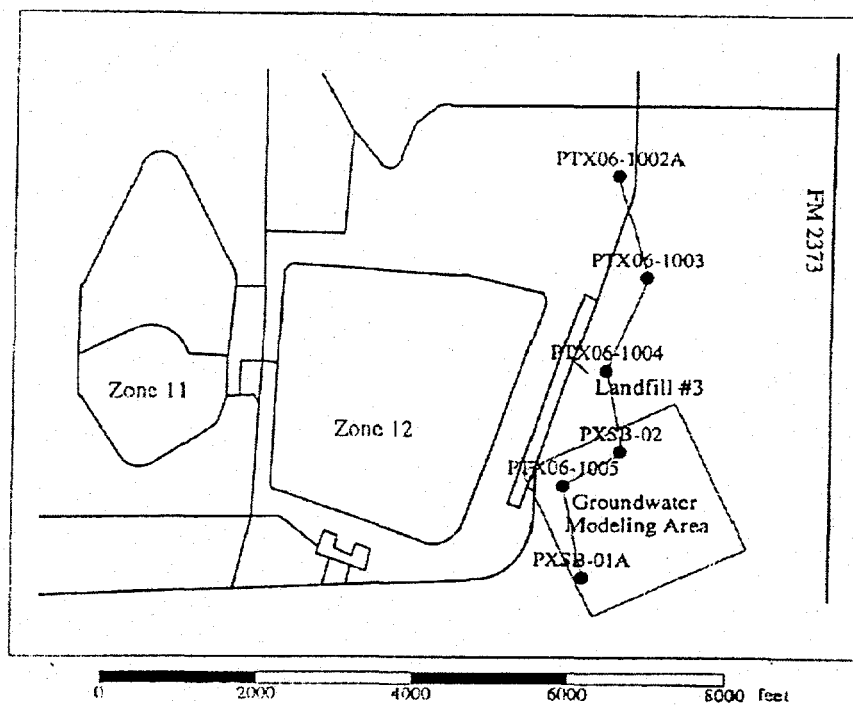 PTX06-1002A
FM 2373
PTX06-1003
PTX06-1004
Landfill #3
Zone 11
Zone 12
PXSB-02
PTX06-1005
Groundwater
Modeling Area
PXSB-01A
0 2000 4000 6000 8000 feet